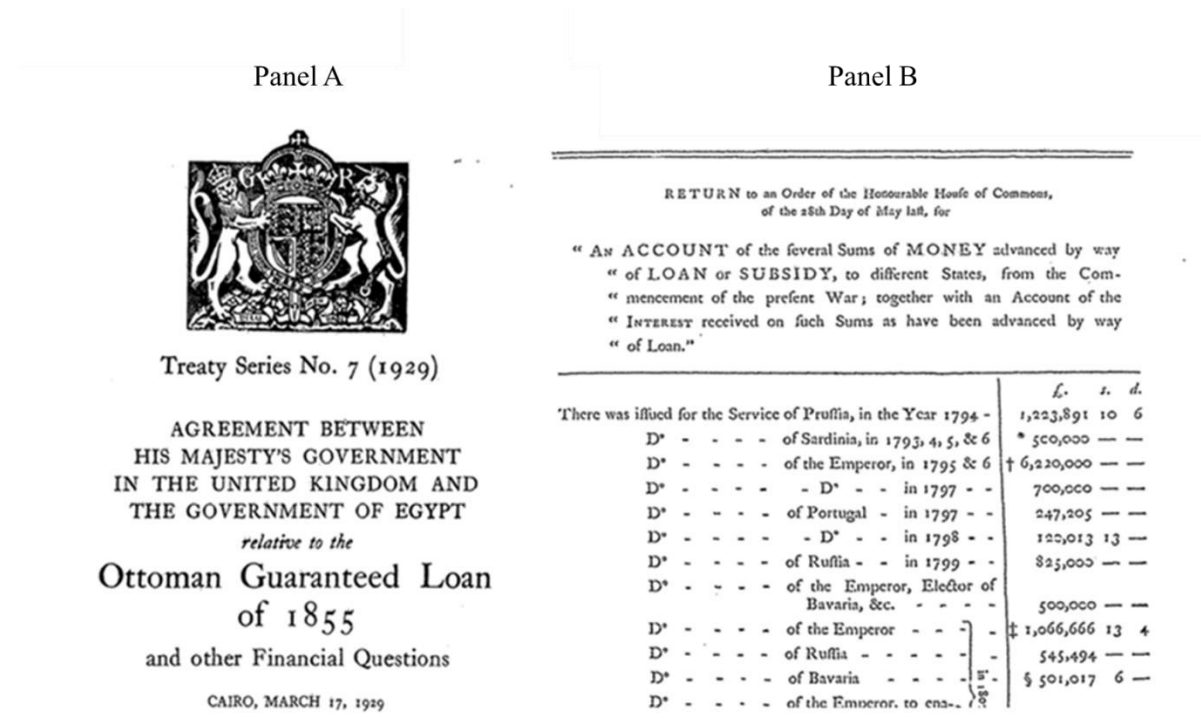 Panel A
G R
Treaty Series No. 7 (1929)
AGREEMENT BETWEEN
HIS MAJESTY'S GOVERNMENT
IN THE UNITED KINGDOM AND
THE GOVERNMENT OF EGYPT
relative to the
Ottoman Guaranteed Loan
of 1855
and other Financial Questions
CAIRO, MARCH 17, 1929
Panel B
RETURN to an Order of the Honourable Houſe of Commons,
of the 28th Day of May laſt, for
“ AN ACCOUNT of the ſeveral Sums of MONEY advanced by way
“ of LOAN or SUBSIDY, to different States, from the Com-
“ mencement of the preſent War; together with an Account of the
“ INTEREST received on ſuch Sums as have been advanced by way
“ of Loan.”
£. s. d.
There was iſſued for the Service of Pruſſia, in the Year 1794 - 1,223,891 10 6
Dº - - - - of Sardinia, in 1793, 4, 5, & 6 * 500,000 — —
Dº - - - - of the Emperor, in 1795 & 6 † 6,220,000 — —
Dº - - - - - Dº - - in 1797 - - 700,000 — —
Dº - - - - of Portugal - in 1797 - - 247,205 — —
Dº - - - - - Dº - - in 1798 - - 120,013 13 —
Dº - - - - of Ruſſia - - in 1799 - - 825,000 — —
Dº - - - - of the Emperor, Elector of
Bavaria, &c. - - - - 500,000 — —
Dº - - - - of the Emperor - - - - ‡ 1,066,666 13 4
Dº - - - - of Ruſſia - - - - - - 545,494 — —
Dº - - - - of Bavaria - - - - - § 501,017 6 —
Dº - - - - of the Emperor, to ena-